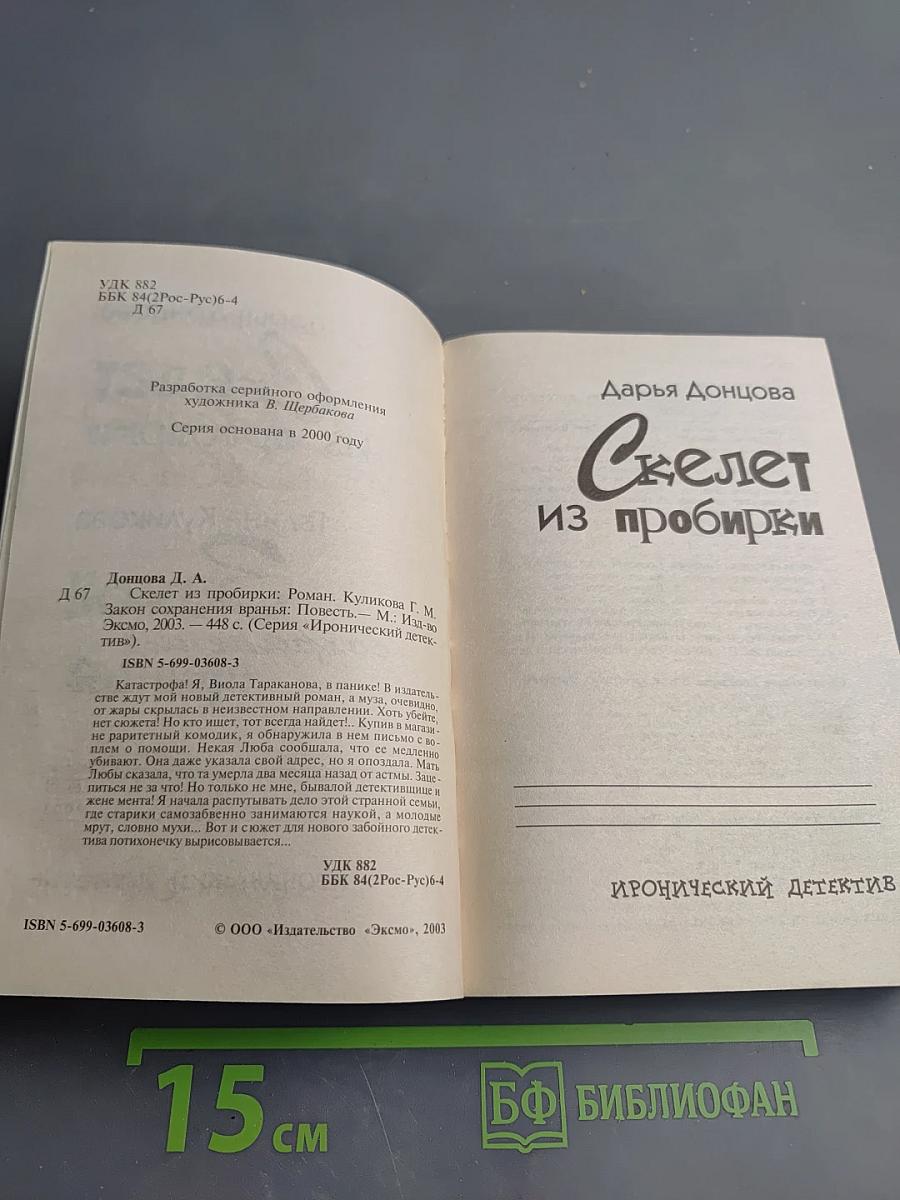 УДК 882
ББК 84(2Рос-Рус)6-4
Д 67
Разработка серийного оформления
художника В. Щербакова
Серия основана в 2000 году
Донцова Д. А.
Д 67 Скелет из пробирки: Роман. Куликова Г. М.
Закон сохранения вранья: Повесть.— М.: Изд-во
Эксмо, 2003. — 448 с. (Серия «Иронический детек-
тив»).
ISBN 5-699-03608-3
Катастрофа! Я, Виола Тараканова, в панике! В издатель-
стве ждут мой новый детективный роман, а муза, очевидно,
от жары скрылась в неизвестном направлении. Хоть убейте,
нет сюжета! Но кто ищет, тот всегда найдет!.. Купив в магази-
не раритетный комодик, я обнаружила в нем письмо с во-
плем о помощи. Некая Люба сообщала, что ее медленно
убивают. Она даже указала свой адрес, но я опоздала. Мать
Любы сказала, что та умерла два месяца назад от астмы. Заце-
питься не за что! Но только не мне, бывалой детективщице и
жене мента! Я начала распутывать дело этой странной семьи,
где старики самозабвенно занимаются наукой, а молодые
мрут, словно мухи... Вот и сюжет для нового забойного детек-
тива потихонечку вырисовывается...
УДК 882
ББК 84(2Рос-Рус)6-4
ISBN 5-699-03608-3
© ООО «Издательство «Эксмо», 2003
Дарья Донцова
Скелет
из пробирки
ИРОНИЧЕСКИЙ ДЕТЕКТИВ
15 см
БФ БИБЛИОФАН